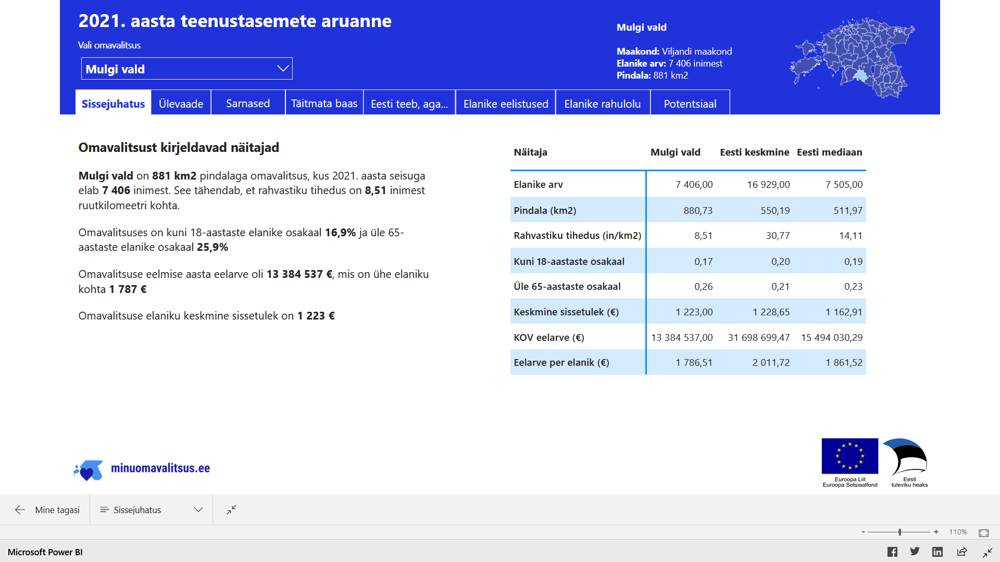 2021. aasta teenustasemete aruanne
Vali omavalitsus
Mulgi vald
Mulgi vald
Maakond: Viljandi maakond
Elanike arv: 7 406 inimest
Pindala: 881 km2
Sissejuhatus
Ülevaade
Sarnased
Täitmata baas
Eesti teeb, aga...
Elanike eelistused
Elanike rahulolu
Potentsiaal
Omavalitsust kirjeldavad näitajad
Mulgi vald on 881 km2 pindalaga omavalitsus, kus 2021. aasta seisuga
elab 7 406 inimest. See tähendab, et rahvastiku tihedus on 8,51 inimest
ruutkilomeetri kohta.
Omavalitsuses on kuni 18-aastaste elanike osakaal 16,9% ja üle 65-
aastaste elanike osakaal 25,9%
Omavalitsuse eelmise aasta eelarve oli 13 384 537 €, mis on ühe elaniku
kohta 1 787 €
Omavalitsuse elaniku keskmine sissetulek on 1 223 €
Näitaja Mulgi vald Eesti keskmine Eesti mediaan
Elanike arv 7 406,00 16 929,00 7 505,00
Pindala (km2) 880,73 550,19 511,97
Rahvastiku tihedus (in/km2) 8,51 30,77 14,11
Kuni 18-aastaste osakaal 0,17 0,20 0,19
Üle 65-aastaste osakaal 0,26 0,21 0,23
Keskmine sissetulek (€) 1 223,00 1 228,65 1 162,91
KOV eelarve (€) 13 384 537,00 31 698 699,47 15 494 030,29
Eelarve per elanik (€) 1 786,51 2 011,72 1 861,52
minuomavalitsus.ee
Euroopa Liit
Euroopa Sotsiaalfond
Eesti
tuleviku heaks
Mine tagasi
Sissejuhatus
- + 110%
Microsoft Power BI